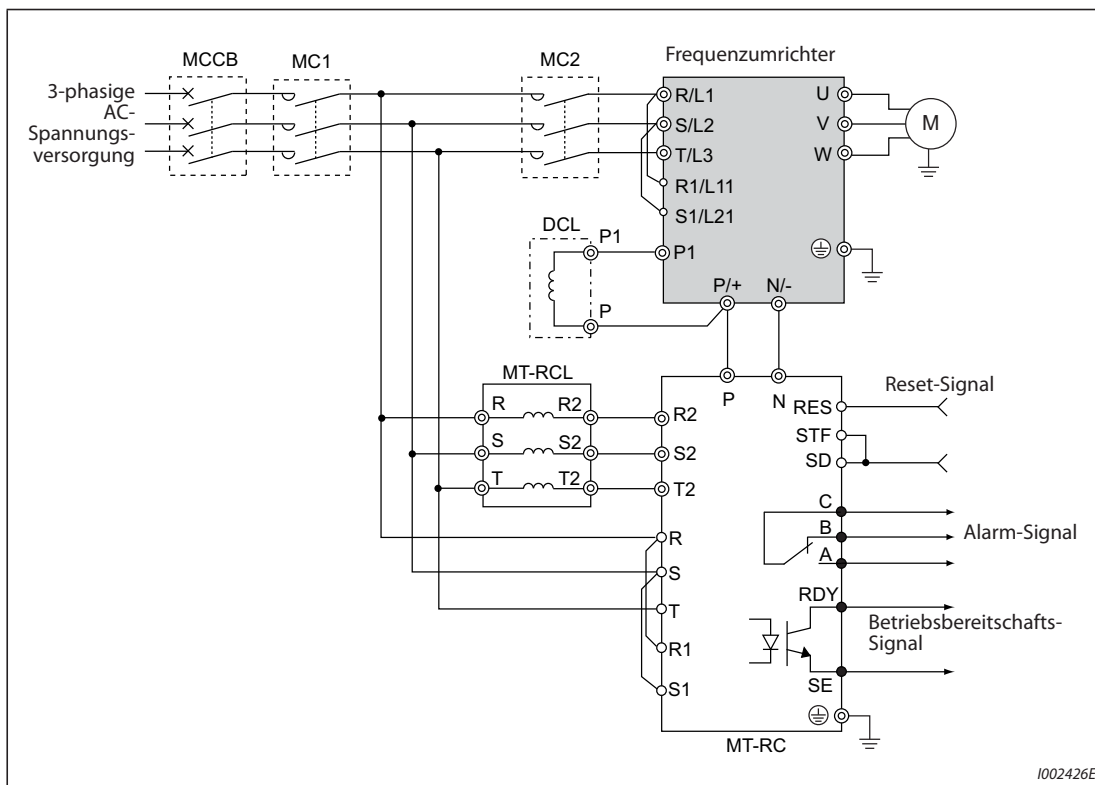 Frequenzumrichter
MCCB
MC1
MC2
3-phasige
AC-
Spannungs-
versorgung
R/L1
S/L2
T/L3
R1/L11
S1/L21
U
V
W
M
DCL
P1
P
P1
P/+
N/-
MT-RCL
R
R2
S
S2
T
T2
R2
S2
T2
R
S
T
R1
S1
P
N
RES
STF
SD
C
B
A
RDY
SE
Reset-Signal
Alarm-Signal
Betriebsbereitschafts-
Signal
MT-RC
I002426E